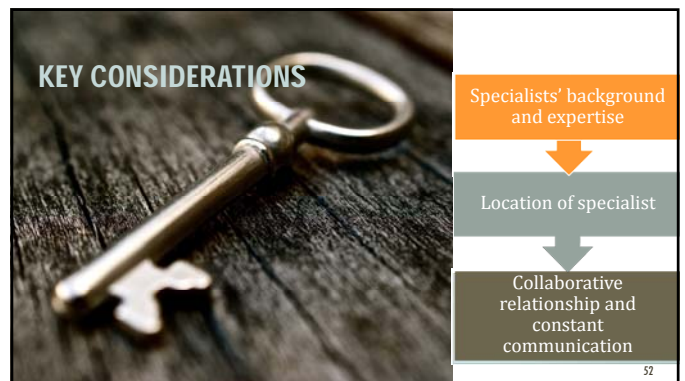 KEY CONSIDERATIONS
Specialists’ background
and expertise
Location of specialist
Collaborative
relationship and
constant
communication
52